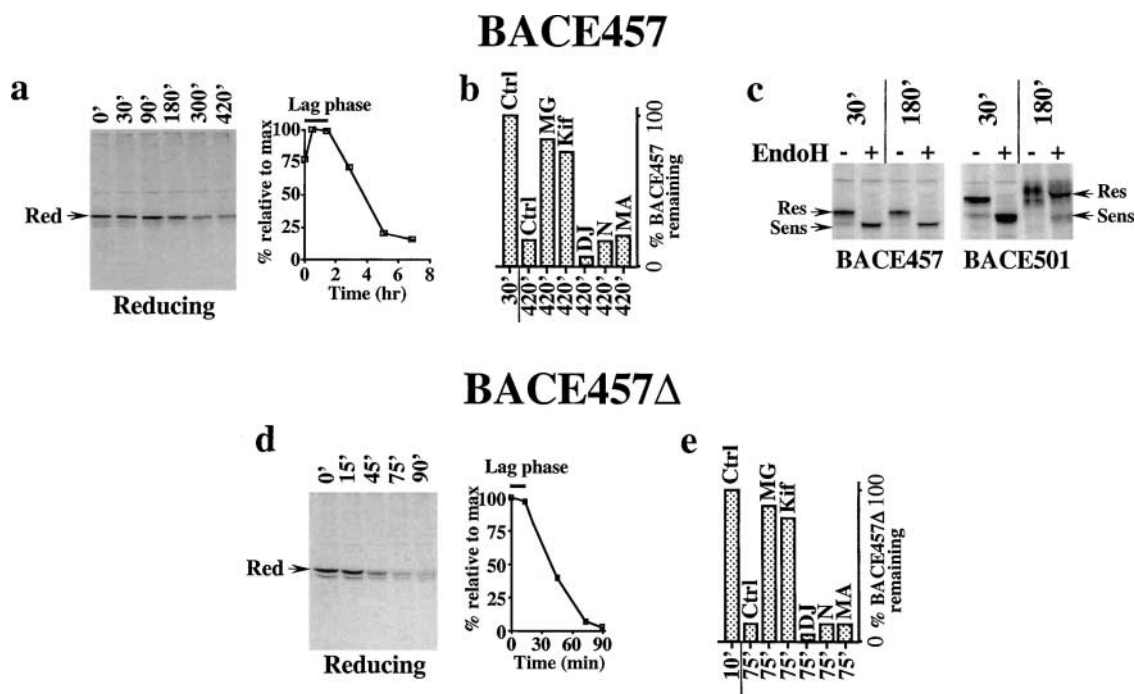 BACE457
a
0' 30' 90' 180' 300' 420'
Red
Reducing
Lag phase
% relative to max
100
75
50
25
0
0 2 4 6 8
Time (hr)
b
Ctrl
Ctrl
MG
Kif
DJ
N
MA
100
0
% BACE457 remaining
30' 420' 420' 420' 420' 420' 420'
c
30' 180' 30' 180'
EndoH - + - + - + - +
Res
Sens
Res
Sens
BACE457 BACE501
BACE457Δ
d
0' 15' 45' 75' 90'
Red
Reducing
Lag phase
% relative to max
100
75
50
25
0
0 30 60 90
Time (min)
e
Ctrl
Ctrl
MG
Kif
DJ
N
MA
100
0
% BACE457Δ remaining
10' 75' 75' 75' 75' 75' 75'